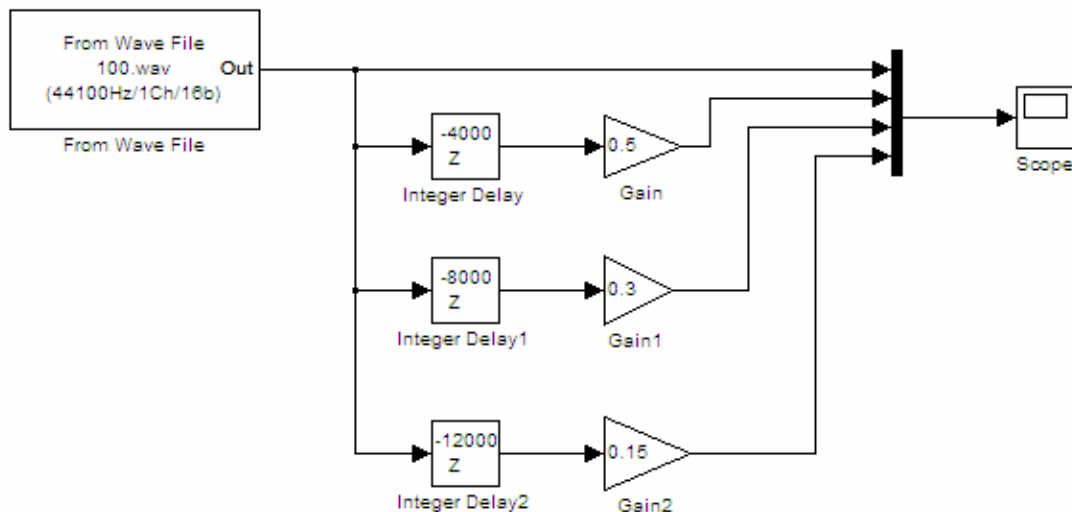 From Wave File
100.wav
(44100Hz/1Ch/16b)
Out
From Wave File
-4000
Z
Integer Delay
0.5
Gain
Scope
-8000
Z
Integer Delay1
0.3
Gain1
-12000
Z
Integer Delay2
0.15
Gain2